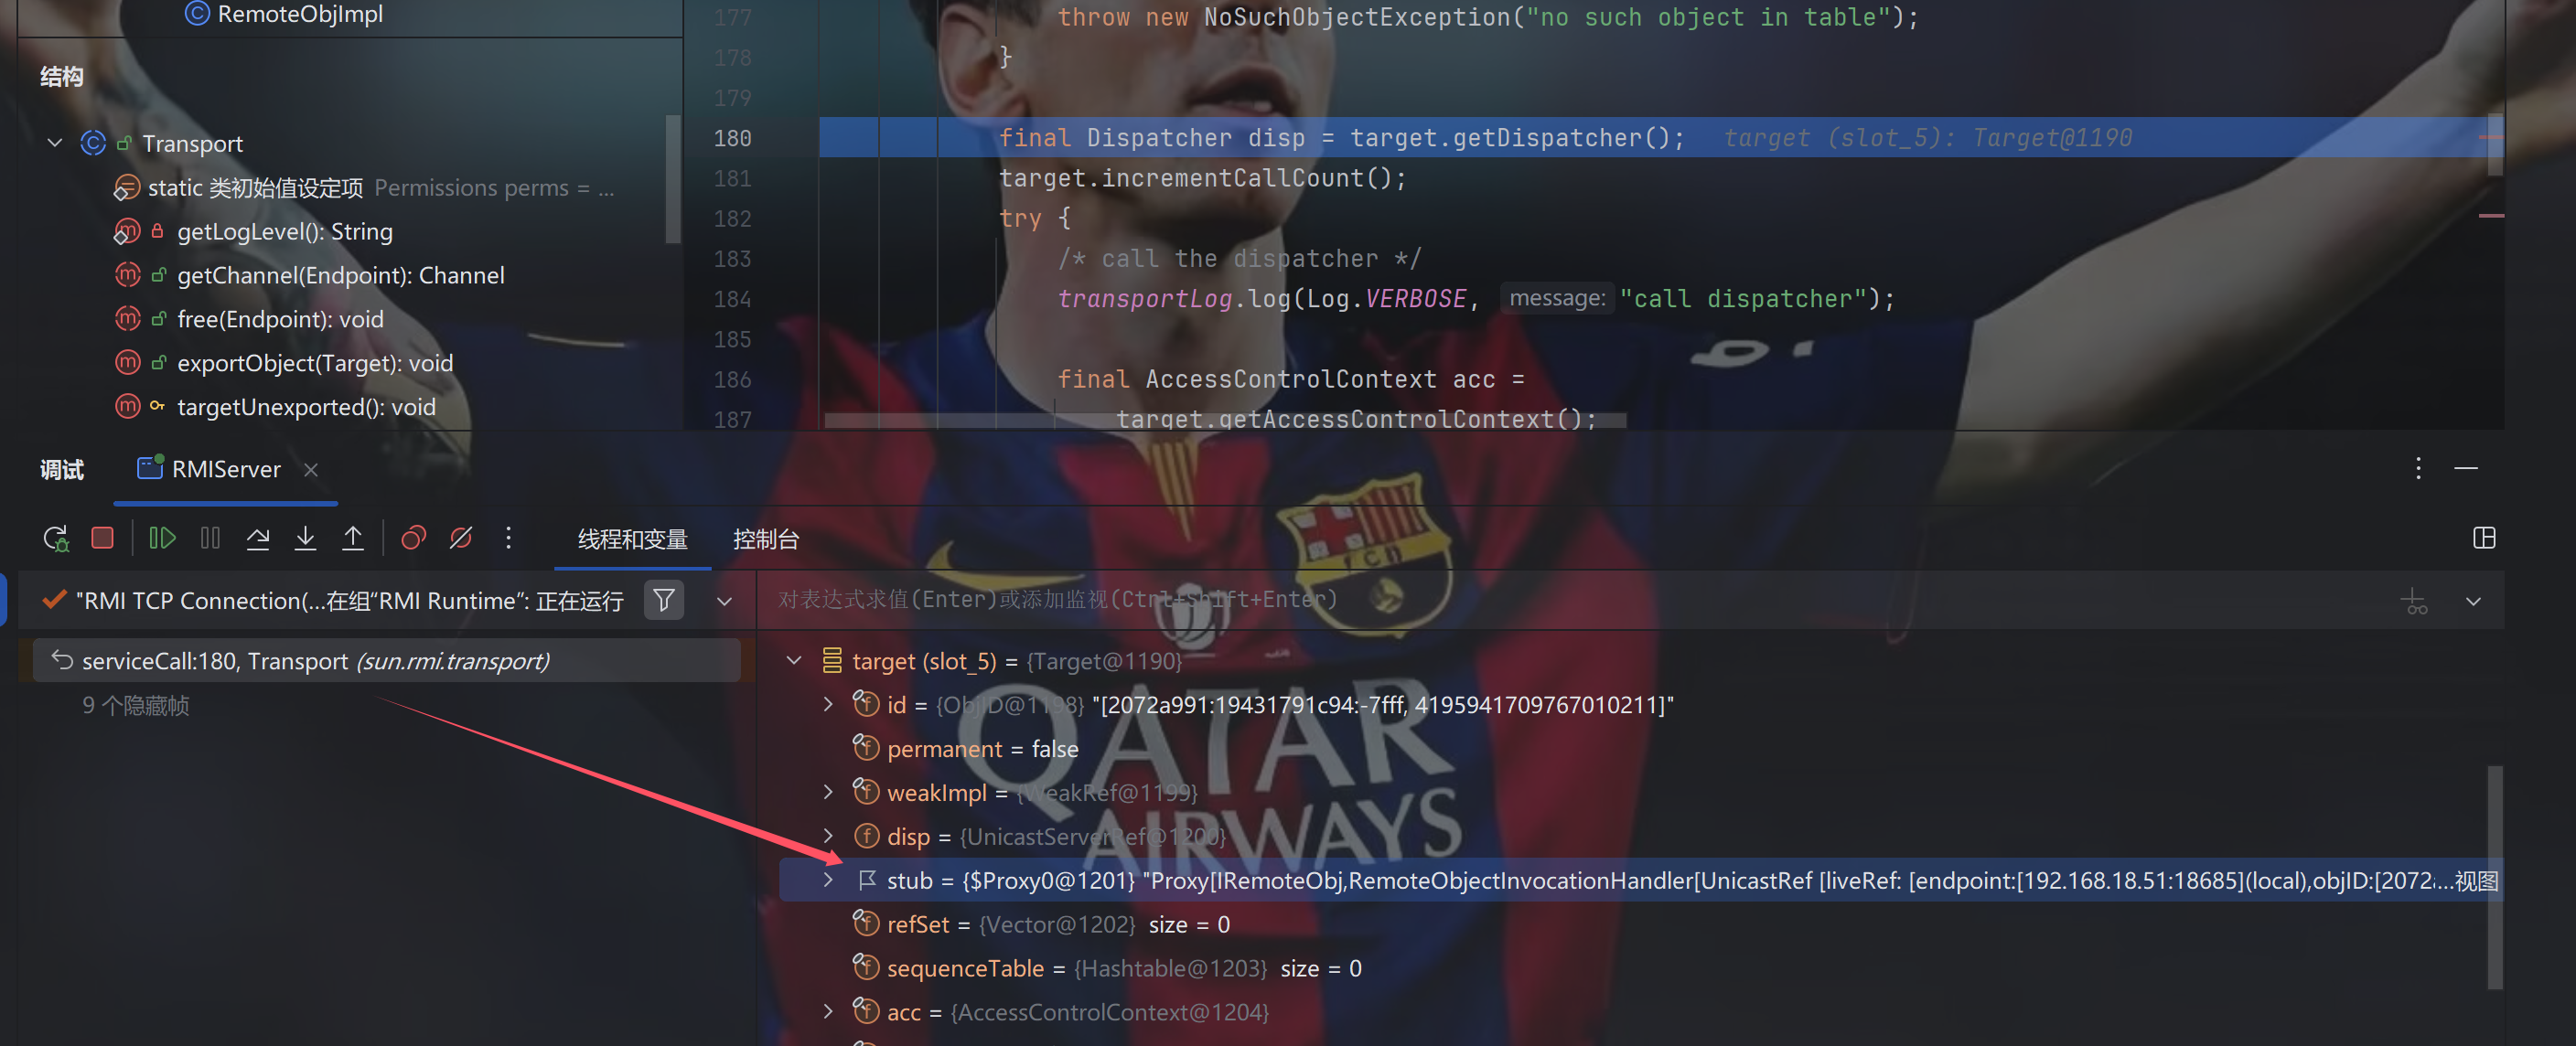 RemoteObjImpl
结构
Transport
static 类初始值设定项 Permissions perms = ...
getLogLevel(): String
getChannel(Endpoint): Channel
free(Endpoint): void
exportObject(Target): void
targetUnexported(): void
177 throw new NoSuchObjectException("no such object in table");
178 }
179
180 final Dispatcher disp = target.getDispatcher(); target (slot_5): Target@1190
181 target.incrementCallCount();
182 try {
183 /* call the dispatcher */
184 transportLog.log(Log.VERBOSE, message: "call dispatcher");
185
186 final AccessControlContext acc =
187 target.getAccessControlContext();
调试 RMIServer
线程和变量 控制台
"RMI TCP Connection(...在组“RMI Runtime”: 正在运行
对表达式求值(Enter)或添加监视(Ctrl+Shift+Enter)
serviceCall:180, Transport (sun.rmi.transport)
9 个隐藏帧
target (slot_5) = {Target@1190}
id = {ObjID@1198} "[2072a991:19431791c94:-7fff, 4195941709767010211]"
permanent = false
weakImpl = {WeakRef@1199}
disp = {UnicastServerRef@1200}
stub = {$Proxy0@1201} "Proxy[IRemoteObj,RemoteObjectInvocationHandler[UnicastRef [liveRef: [endpoint:[192.168.18.51:18685](local),objID:[2072a...视图
refSet = {Vector@1202} size = 0
sequenceTable = {Hashtable@1203} size = 0
acc = {AccessControlContext@1204}
QATAR
AIRWAYS